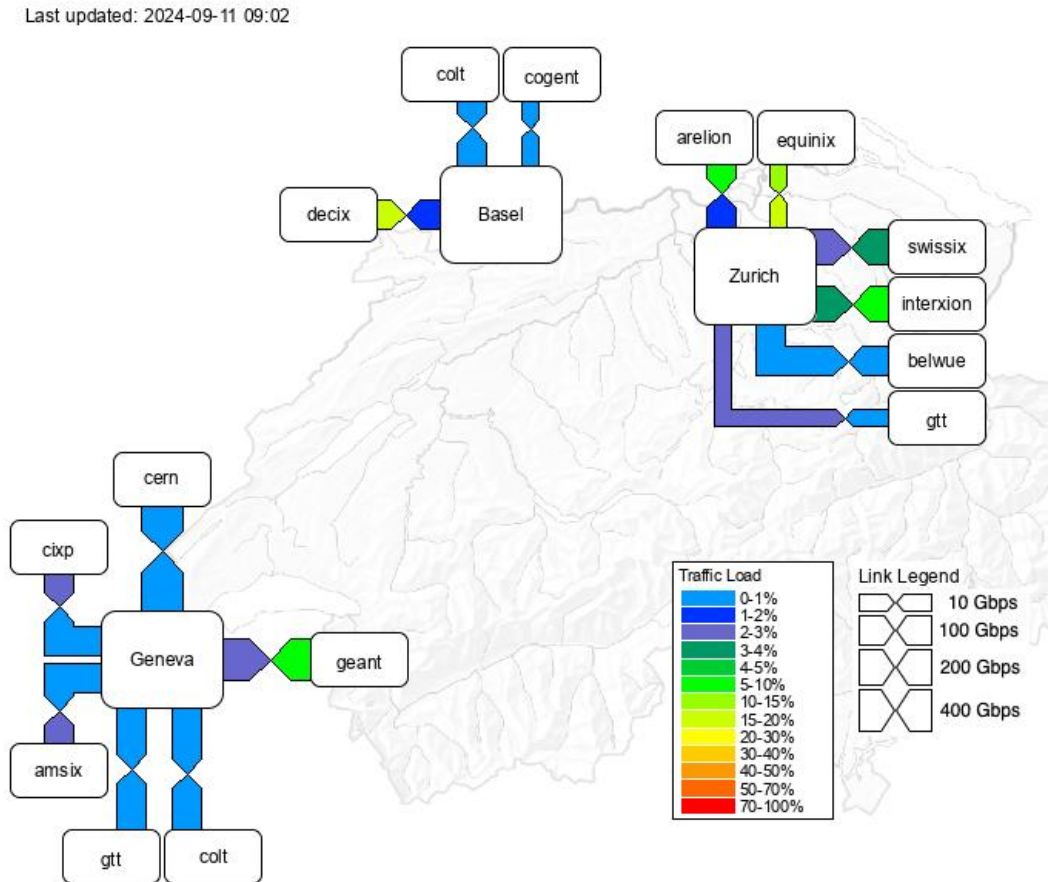 Last updated: 2024-09-11 09:02
colt
cogent
arelion
equinix
decix
Basel
swissix
Zurich
interxion
belwue
gtt
cern
cixp
Geneva
geant
amsix
gtt
colt
Traffic Load
0-1%
1-2%
2-3%
3-4%
4-5%
5-10%
10-15%
15-20%
20-30%
30-40%
40-50%
50-70%
70-100%
Link Legend
10 Gbps
100 Gbps
200 Gbps
400 Gbps